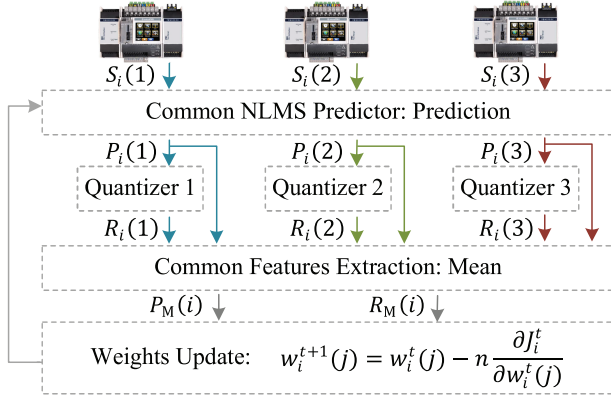 S_i(1) S_i(2) S_i(3)
Common NLMS Predictor: Prediction
P_i(1) P_i(2) P_i(3)
Quantizer 1 Quantizer 2 Quantizer 3
R_i(1) R_i(2) R_i(3)
Common Features Extraction: Mean
P_M(i) R_M(i)
Weights Update: w_i^{t+1}(j) = w_i^t(j) − n ∂J_i^t / ∂w_i^t(j)